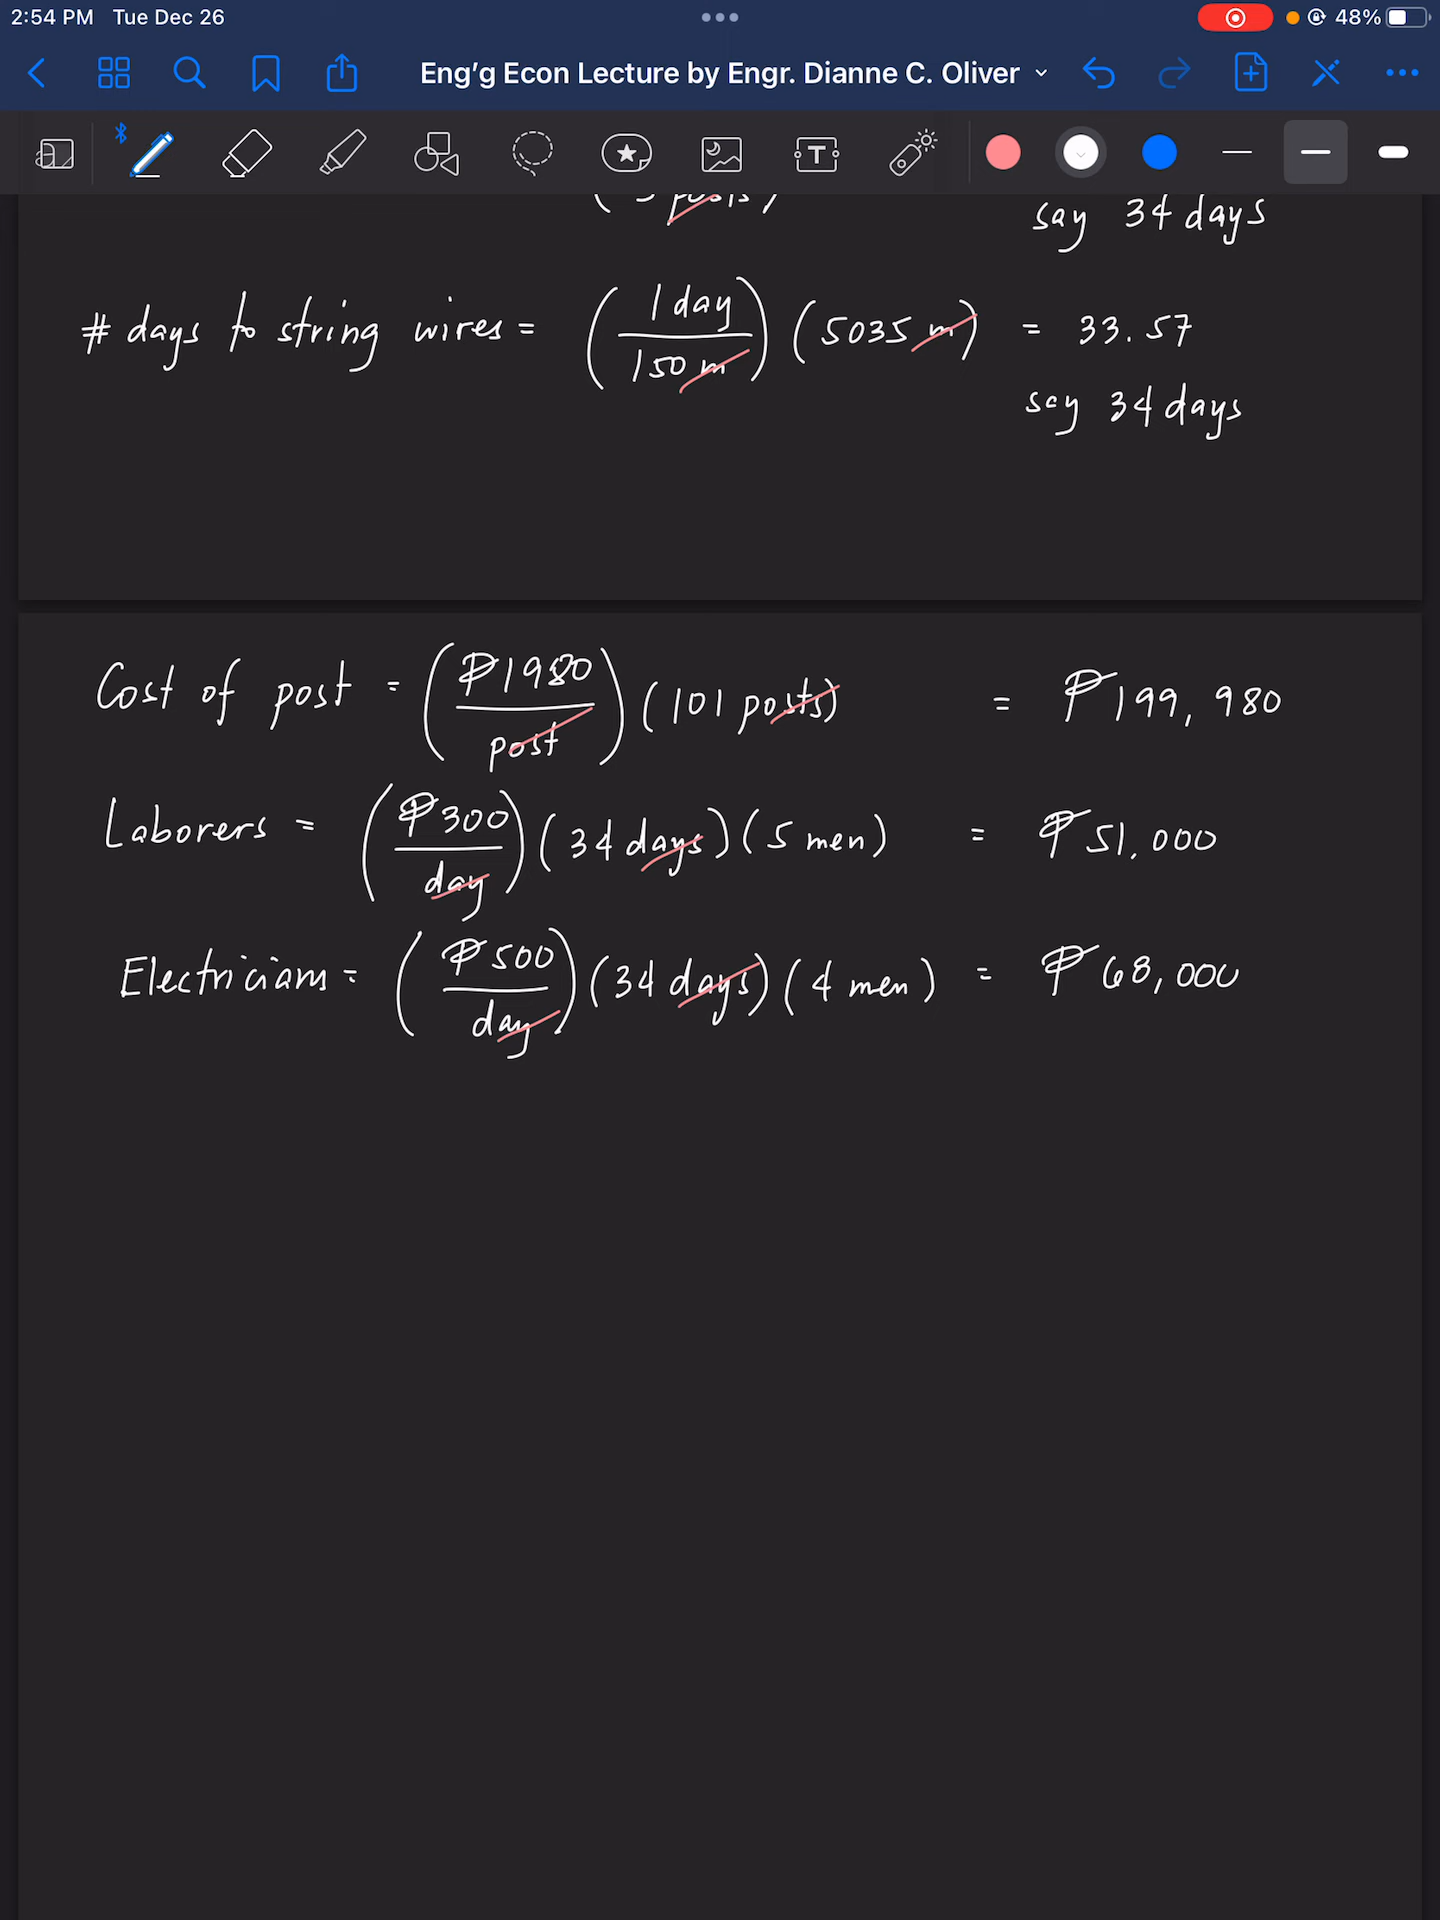 2:54 PM Tue Dec 26 48%
Eng'g Econ Lecture by Engr. Dianne C. Oliver
T
posts)
say 34 days
# days to string wires = (1 day / 150 m) (5035 m) = 33.57
say 34 days
Cost of post = (₱1980 / post) (101 posts) = ₱199,980
Laborers = (₱300 / day) (34 days) (5 men) = ₱51,000
Electricians = (₱500 / day) (34 days) (4 men) = ₱68,000